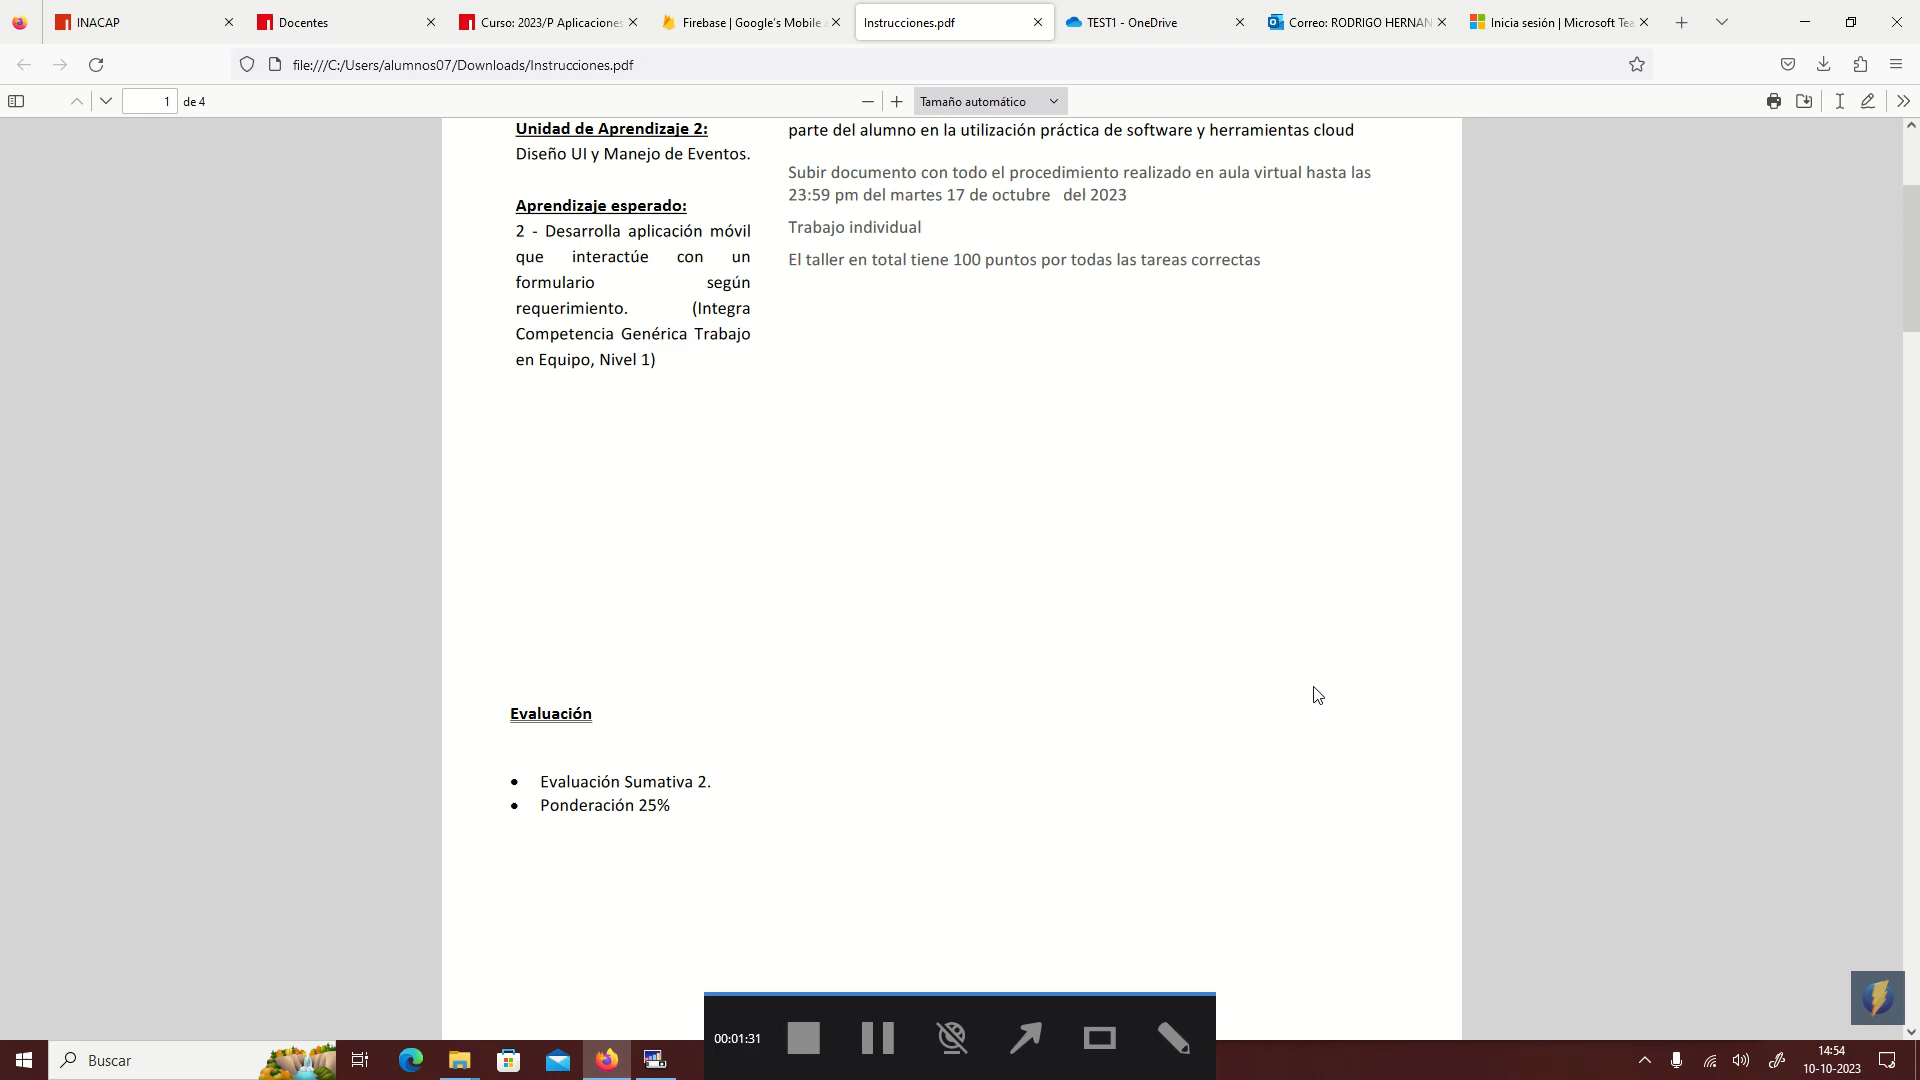 INACAP
Docentes
Curso: 2023/P Aplicaciones
Firebase | Google's Mobile A
Instrucciones.pdf
TEST1 - OneDrive
Correo: RODRIGO HERNAN
Inicia sesión | Microsoft Tea
file:///C:/Users/alumnos07/Downloads/Instrucciones.pdf
1 de 4
Tamaño automático
Unidad de Aprendizaje 2:
Diseño UI y Manejo de Eventos.
Aprendizaje esperado:
2 - Desarrolla aplicación móvil
que interactúe con un
formulario según
requerimiento. (Integra
Competencia Genérica Trabajo
en Equipo, Nivel 1)
parte del alumno en la utilización práctica de software y herramientas cloud
Subir documento con todo el procedimiento realizado en aula virtual hasta las
23:59 pm del martes 17 de octubre del 2023
Trabajo individual
El taller en total tiene 100 puntos por todas las tareas correctas
Evaluación
• Evaluación Sumativa 2.
• Ponderación 25%
00:01:31
Buscar
14:54
10-10-2023